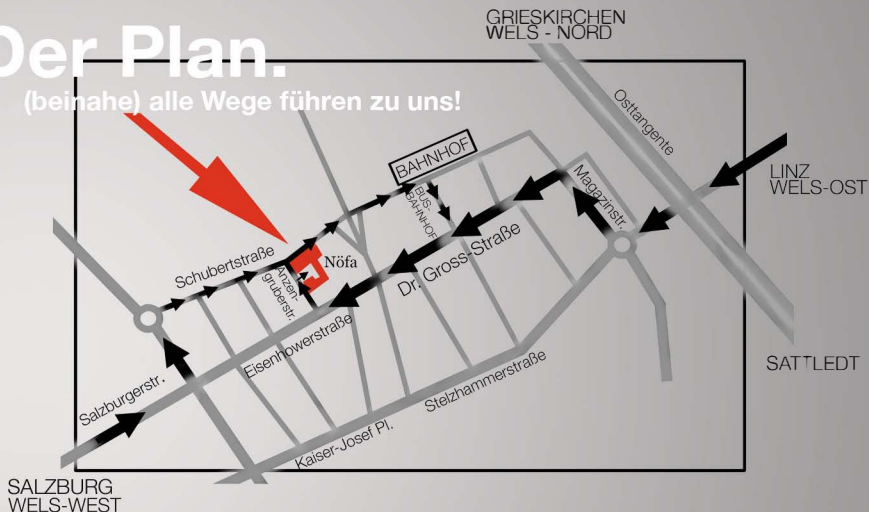 Der Plan.
(beinahe) alle Wege führen zu uns!
GRIESKIRCHEN
WELS - NORD
Osttangente
BAHNHOF
BUS-
BAHNHOF
Magazinstr.
LINZ
WELS-OST
Schubertstraße
Nöfa
Anzen-
gruberstr.
Dr. Gross-Straße
Eisenhowerstraße
Salzburgerstr.
Stelzhammerstraße
Kaiser-Josef Pl.
SATTLEDT
SALZBURG
WELS-WEST